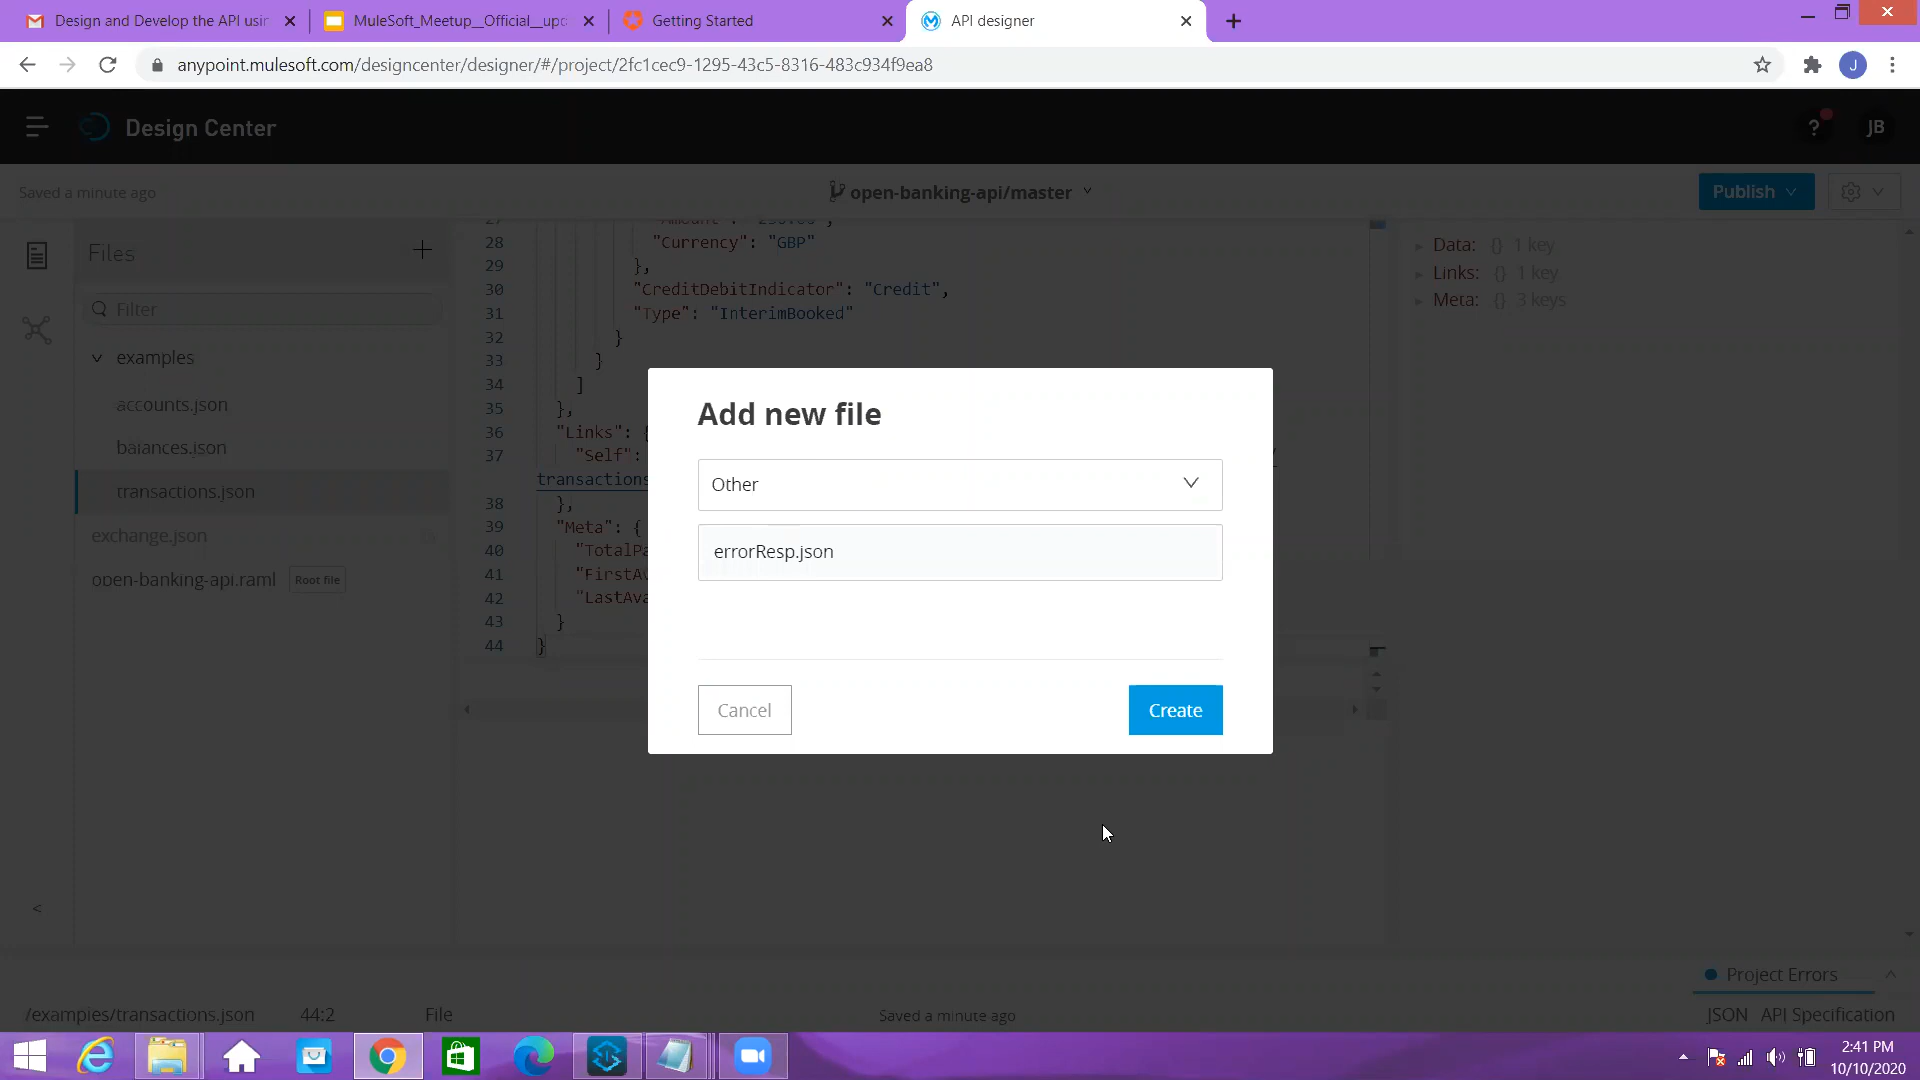 Design and Develop the API usin
MuleSoft_Meetup__Official__upd
Getting Started
API designer
anypoint.mulesoft.com/designcenter/designer/#/project/2fc1cec9-1295-43c5-8316-483c934f9ea8
J
Design Center
?
JB
Saved a minute ago
open-banking-api/master
Publish
Files
Filter
examples
accounts.json
balances.json
transactions.json
exchange.json
open-banking-api.raml
Root file
28 "Currency": "GBP"
29 },
30 "CreditDebitIndicator": "Credit",
31 "Type": "InterimBooked"
32 }
33 }
34 ]
35 },
36 "Links":
37 "Self":
transactions
38 },
39 "Meta": {
40 "TotalPa
41 "FirstAv
42 "LastAva
43 }
44 }
Data: {} 1 key
Links: {} 1 key
Meta: {} 3 keys
Add new file
Other
errorResp.json
Cancel
Create
<
Project Errors
/examples/transactions.json 44:2 File
Saved a minute ago
JSON API Specification
2:41 PM
10/10/2020